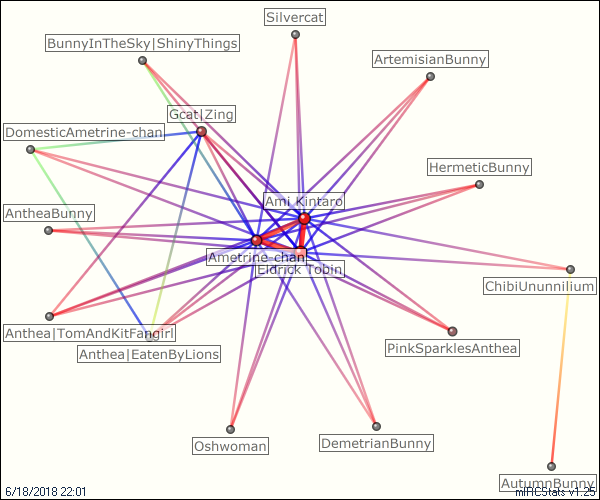 Silvercat
BunnyInTheSky|ShinyThings
ArtemisianBunny
Gcat|Zing
DomesticAmetrine-chan
HermeticBunny
Ami Kintaro
AntheaBunny
Ametrine-chan
Eldrick Tobin
ChibiUnunnilium
Anthea|TomAndKitFangirl
Anthea|EatenByLions
PinkSparklesAnthea
Oshwoman
DemetrianBunny
AutumnBunny
6/18/2018 22:01
mIRCStats v1.25